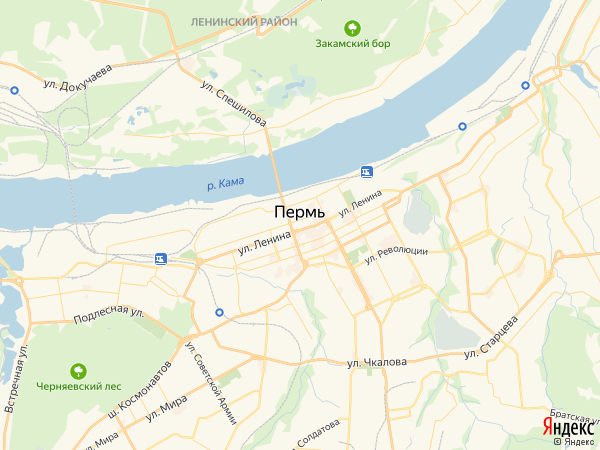 ЛЕНИНСКИЙ РАЙОН
Закамский бор
ул. Докучаева
ул. Спешилова
р. Кама
Пермь
ул. Ленина
ул. Ленина
ул. Революции
Подлесная ул.
Встречная ул.
Черняевский лес
ш. Космонавтов
ул. Советской Армии
ул. Чкалова
ул. Старцева
ул. Мира
ул. Мира
Солдатова
Братская ул.
Яндекс
© Яндекс